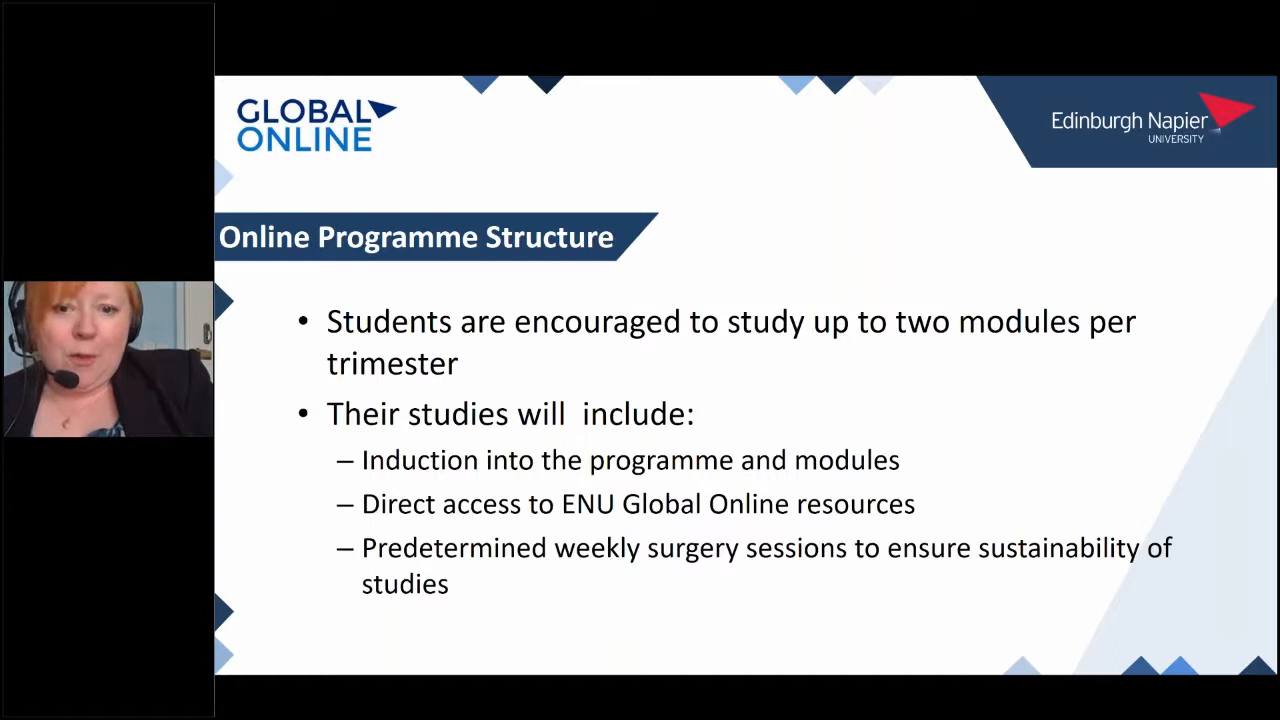 GLOBAL
ONLINE
Edinburgh Napier
UNIVERSITY
Online Programme Structure
• Students are encouraged to study up to two modules per
trimester
• Their studies will include:
– Induction into the programme and modules
– Direct access to ENU Global Online resources
– Predetermined weekly surgery sessions to ensure sustainability of
studies